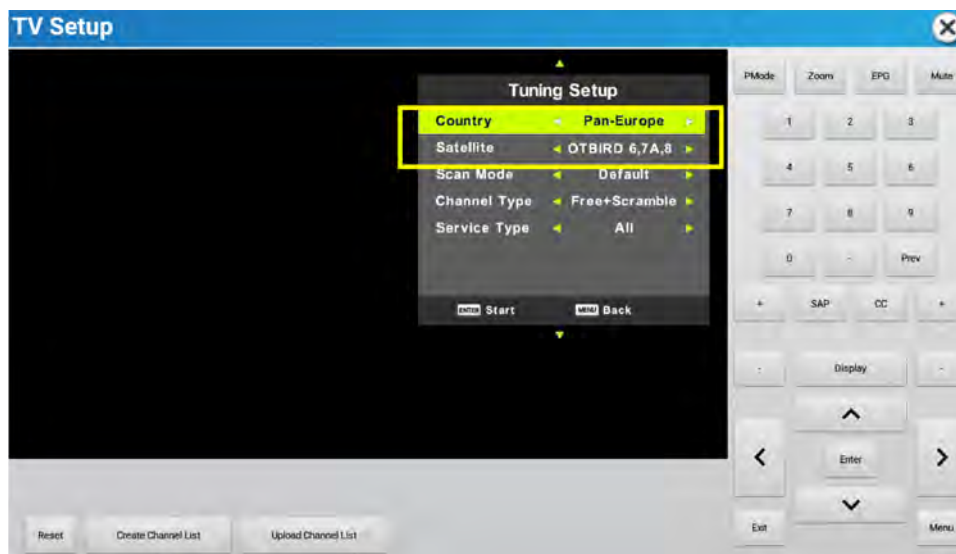 TV Setup
Tuning Setup
Country Pan-Europe
Satellite OTBIRD 6,7A,8
Scan Mode Default
Channel Type Free+Scramble
Service Type All
ENTER Start MENU Back
PMode Zoom EPG Mute
1 2 3
4 5 6
7 8 9
0 - Prev
+ SAP CC +
- Display -
Enter
Exit Menu
Reset Create Channel List Upload Channel List